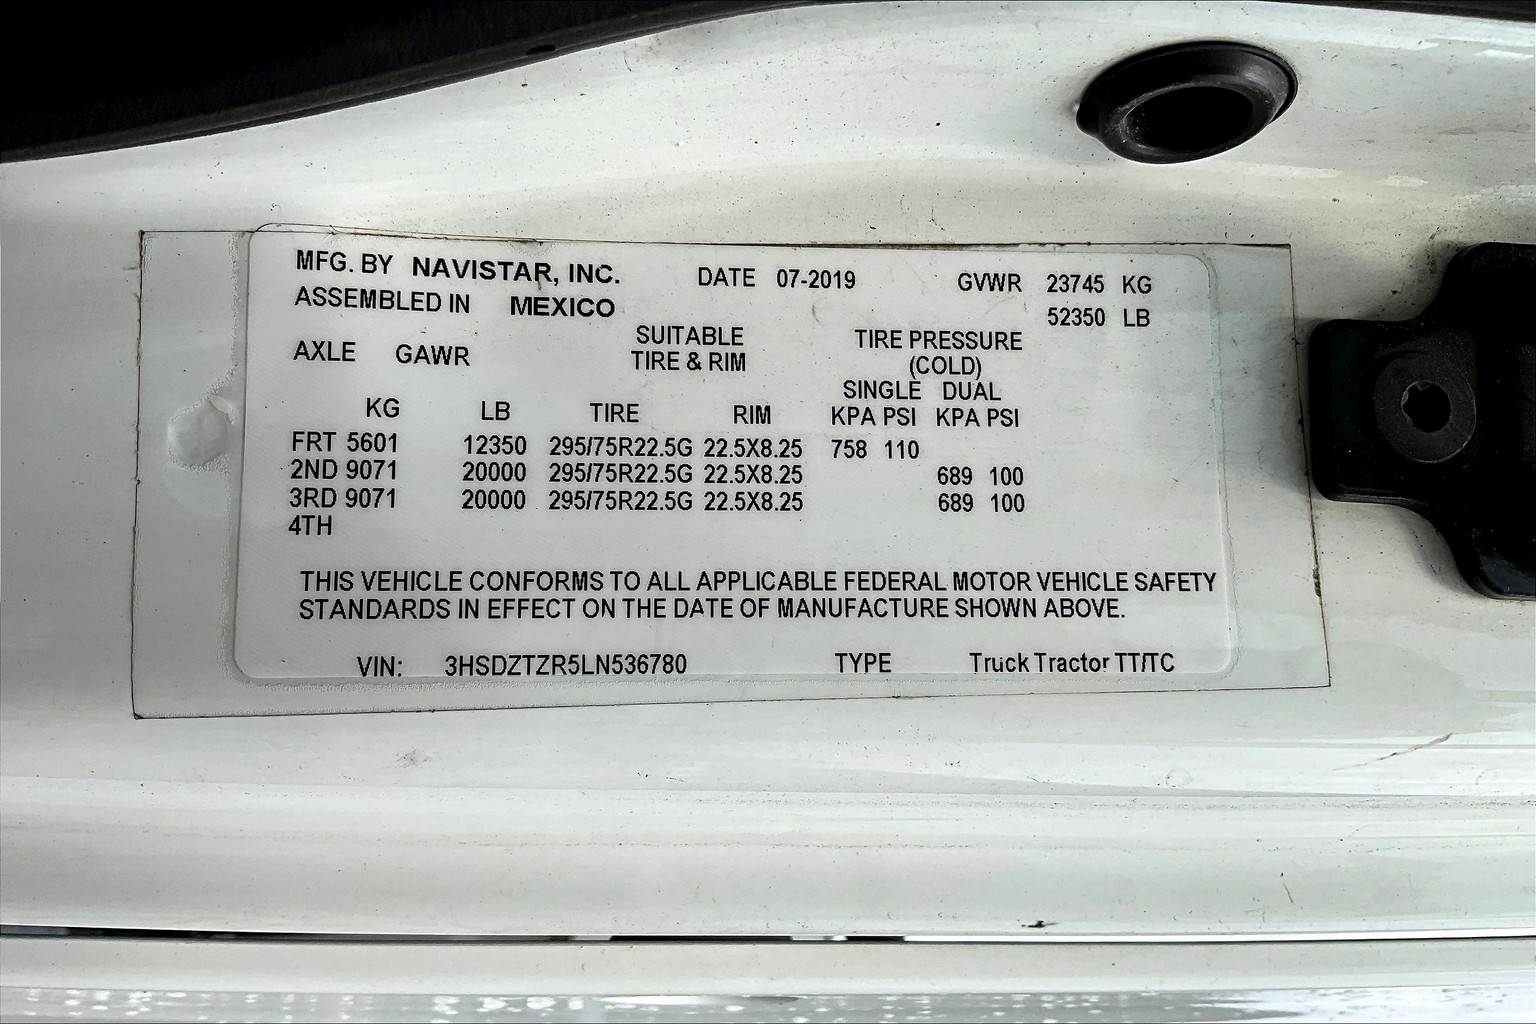 MFG. BY NAVISTAR, INC. DATE 07-2019 GVWR 23745 KG
ASSEMBLED IN MEXICO 52350 LB
AXLE GAWR SUITABLE TIRE & RIM TIRE PRESSURE (COLD)
SINGLE DUAL
KG LB TIRE RIM KPA PSI KPA PSI
FRT 5601 12350 295/75R22.5G 22.5X8.25 758 110
2ND 9071 20000 295/75R22.5G 22.5X8.25 689 100
3RD 9071 20000 295/75R22.5G 22.5X8.25 689 100
4TH
THIS VEHICLE CONFORMS TO ALL APPLICABLE FEDERAL MOTOR VEHICLE SAFETY
STANDARDS IN EFFECT ON THE DATE OF MANUFACTURE SHOWN ABOVE.
VIN: 3HSDZTZR5LN536780 TYPE Truck Tractor TT/TC